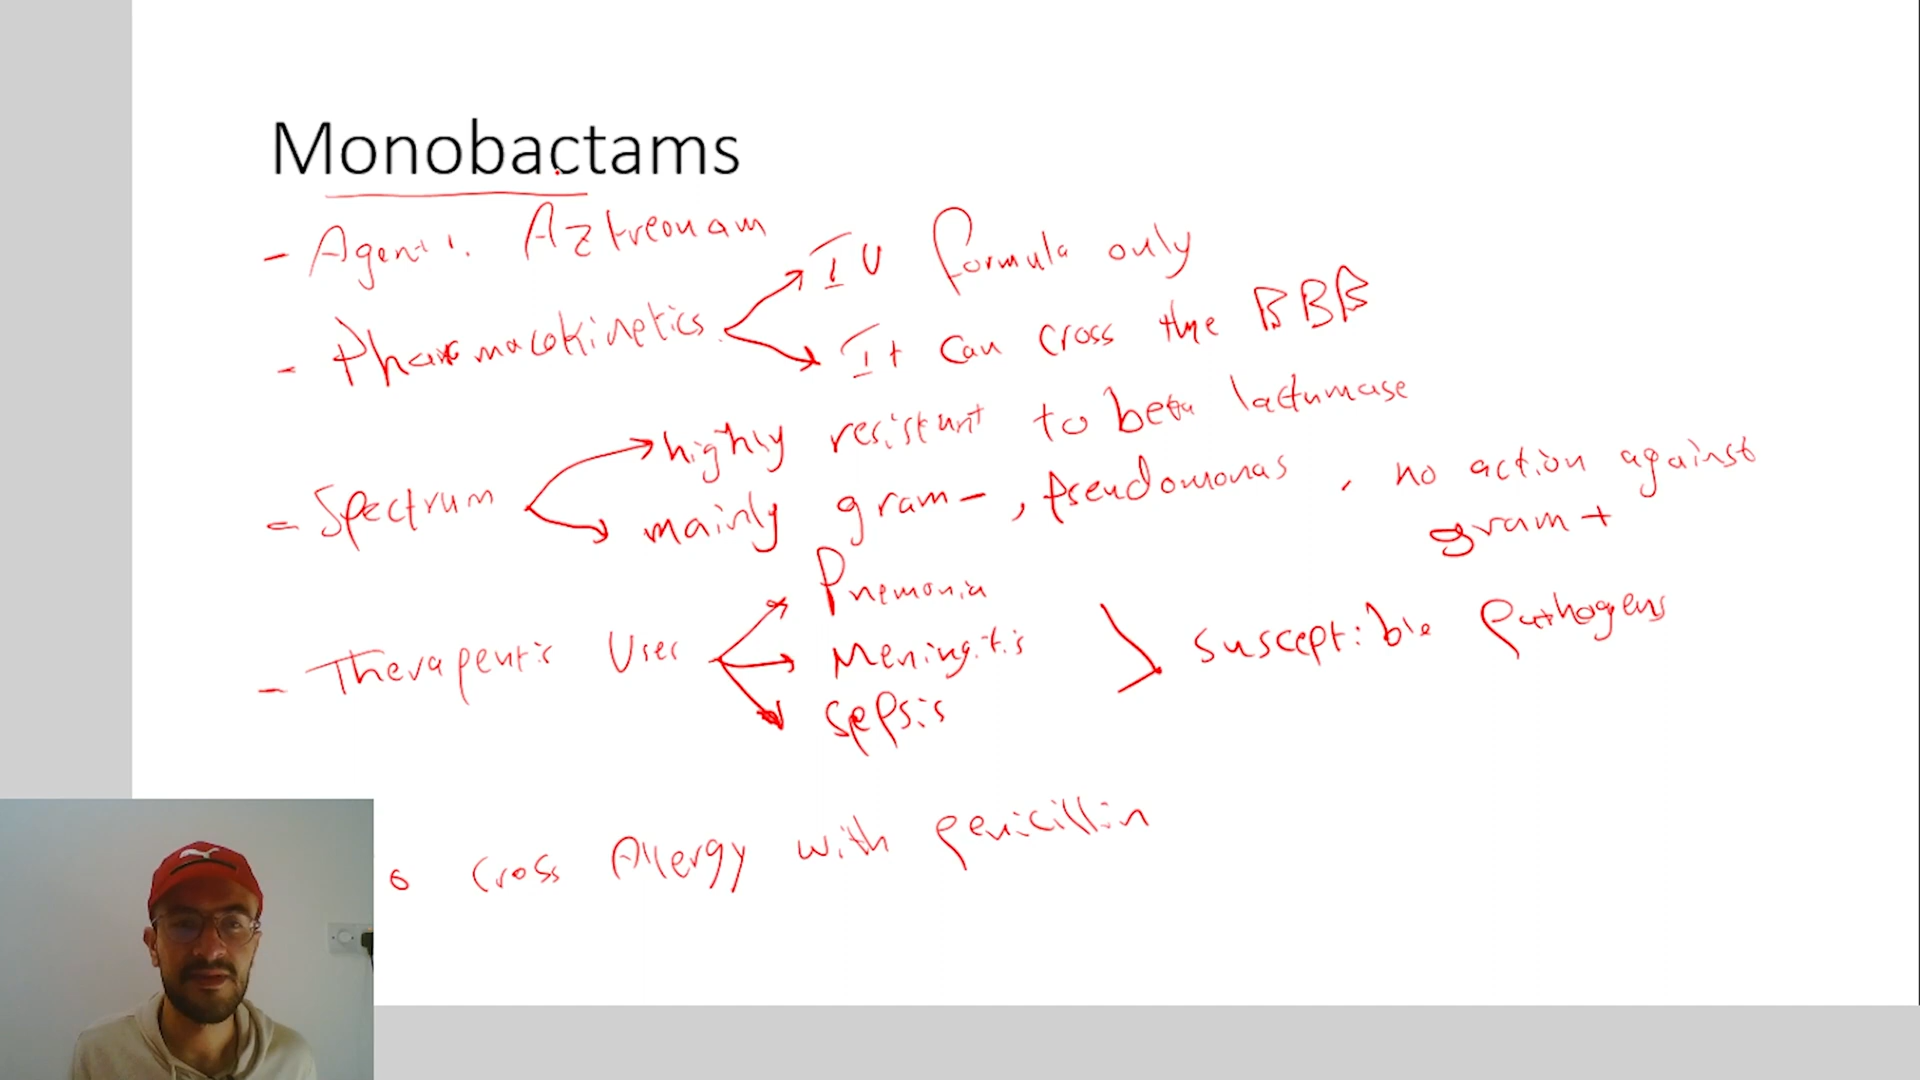 Monobactams
- Agent: Aztreonam
- Pharmacokinetics
IV formula only
It can cross the BBB
- Spectrum
highly resistant to beta lactumase
mainly gram - , Pseudomonas , no action against
gram +
- Therapeutic Uses
Pnemonia
Meningitis
Sepsis
Susceptible Pathogens
o Cross Allergy with penicillin